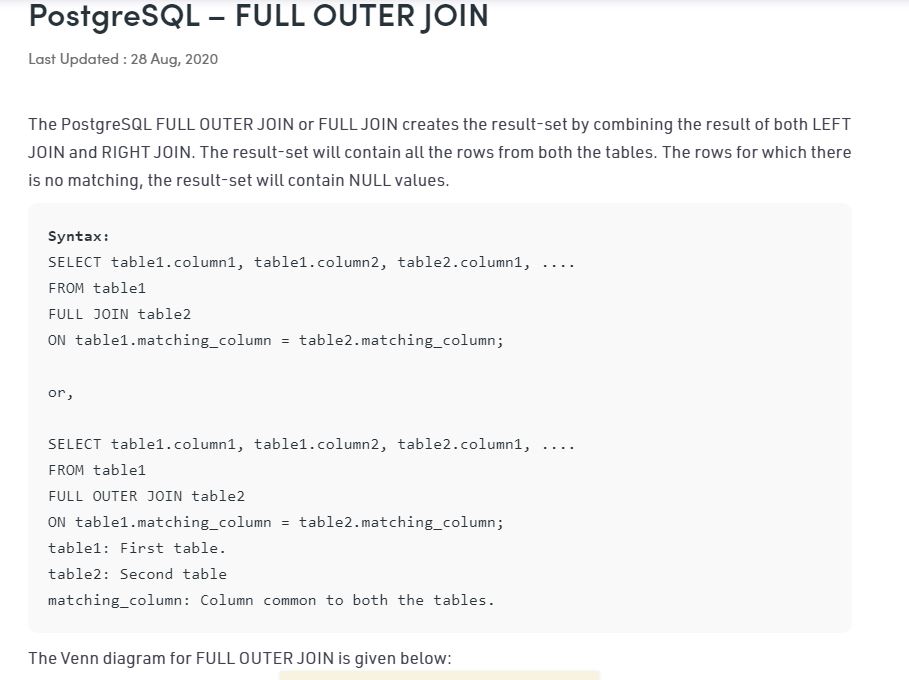 PostgreSQL – FULL OUTER JOIN
Last Updated : 28 Aug, 2020
The PostgreSQL FULL OUTER JOIN or FULL JOIN creates the result-set by combining the result of both LEFT
JOIN and RIGHT JOIN. The result-set will contain all the rows from both the tables. The rows for which there
is no matching, the result-set will contain NULL values.
Syntax:
SELECT table1.column1, table1.column2, table2.column1, ....
FROM table1
FULL JOIN table2
ON table1.matching_column = table2.matching_column;
or,
SELECT table1.column1, table1.column2, table2.column1, ....
FROM table1
FULL OUTER JOIN table2
ON table1.matching_column = table2.matching_column;
table1: First table.
table2: Second table
matching_column: Column common to both the tables.
The Venn diagram for FULL OUTER JOIN is given below: